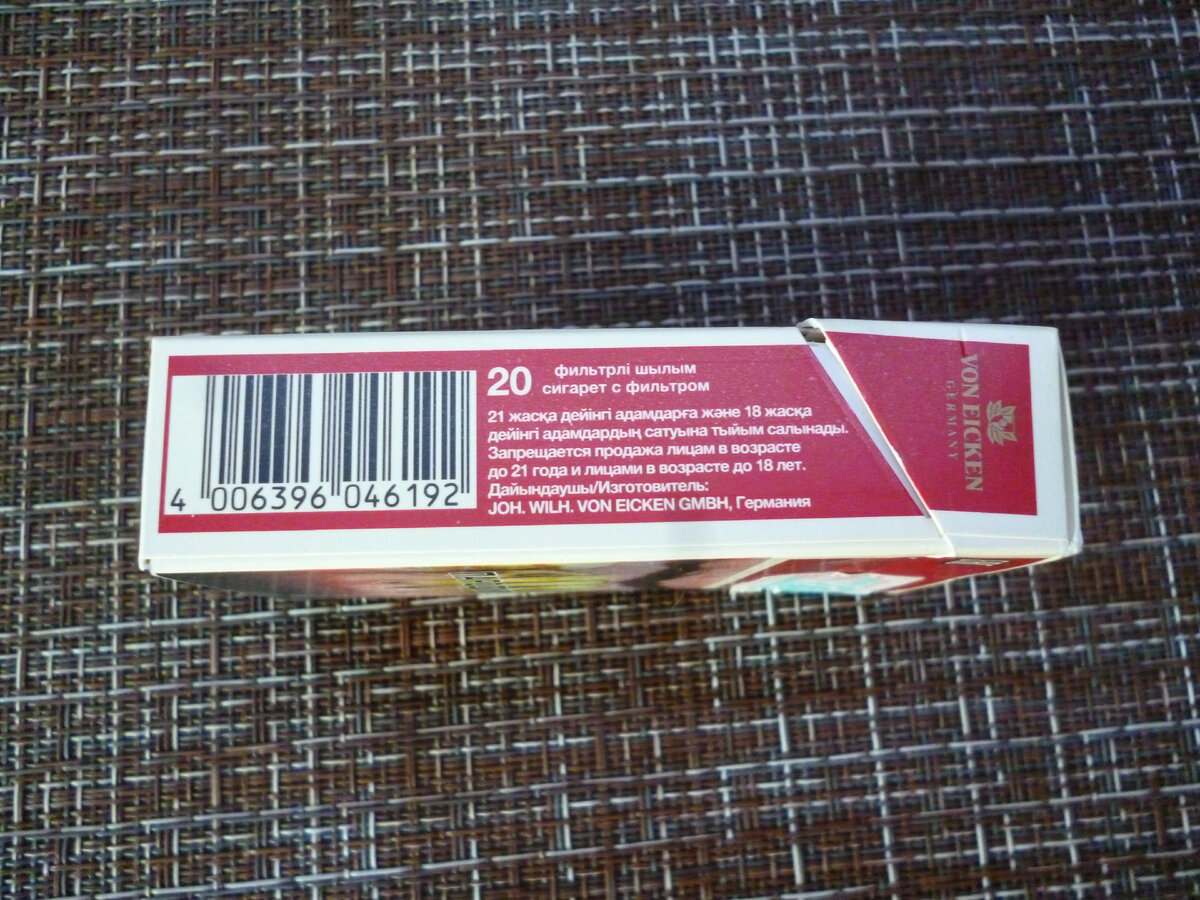 20
фильтрлі шылым
сигарет с фильтром
21 жасқа дейінгі адамдарға және 18 жасқа
дейінгі адамдардың сатуына тыйым салынады.
Запрещается продажа лицам в возрасте
до 21 года и лицами в возрасте до 18 лет.
Дайындаушы/Изготовитель:
JOH. WILH. VON EICKEN GMBH, Германия
4 006396 046192
VON EICKEN
GERMANY